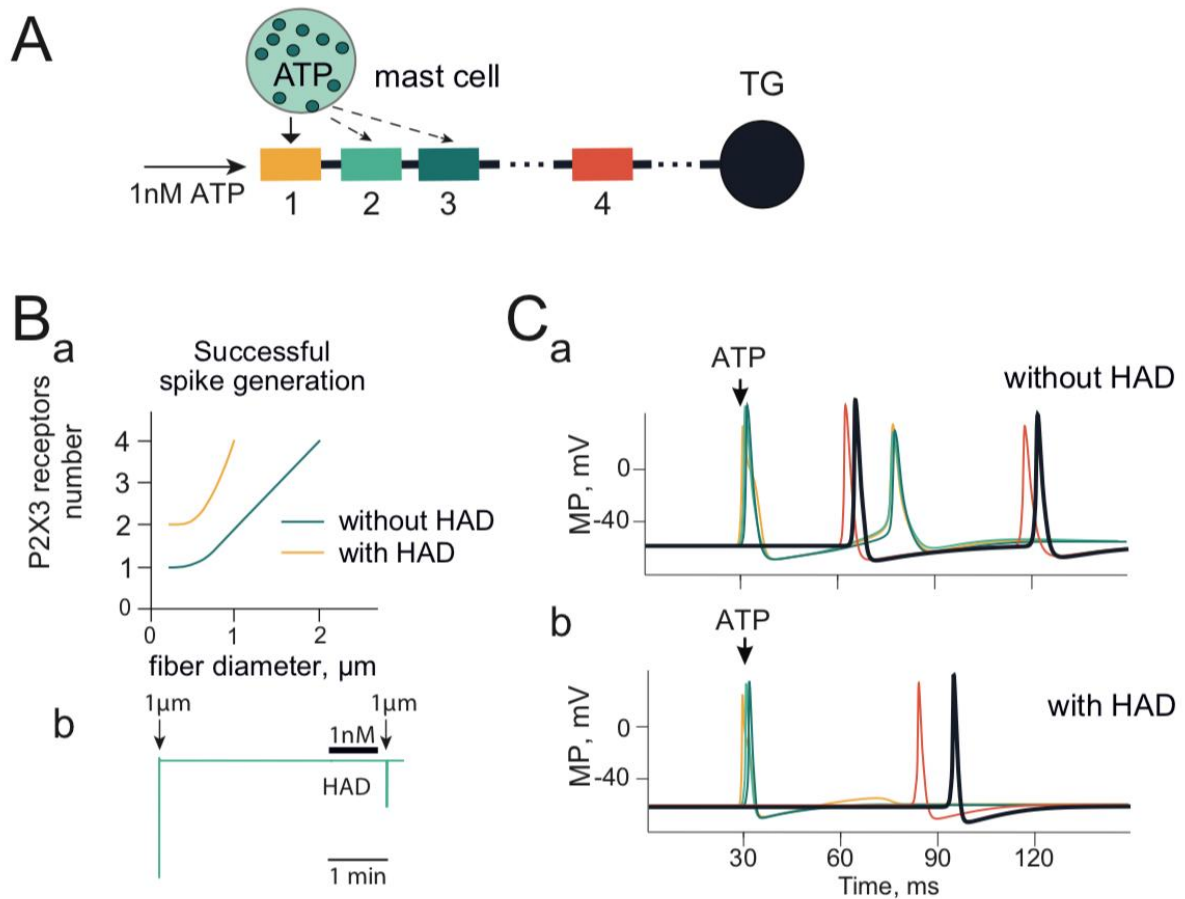 A
ATP
mast cell
TG
1nM ATP
1
2
3
4
B
a
Successful
spike generation
P2X3 receptors
number
4
3
2
1
0
without HAD
with HAD
0
1
2
fiber diameter, µm
b
1µm
1µm
1nM
HAD
1 min
C
a
ATP
without HAD
MP, mV
0
-40
b
ATP
with HAD
MP, mV
0
-40
30
60
90
120
Time, ms